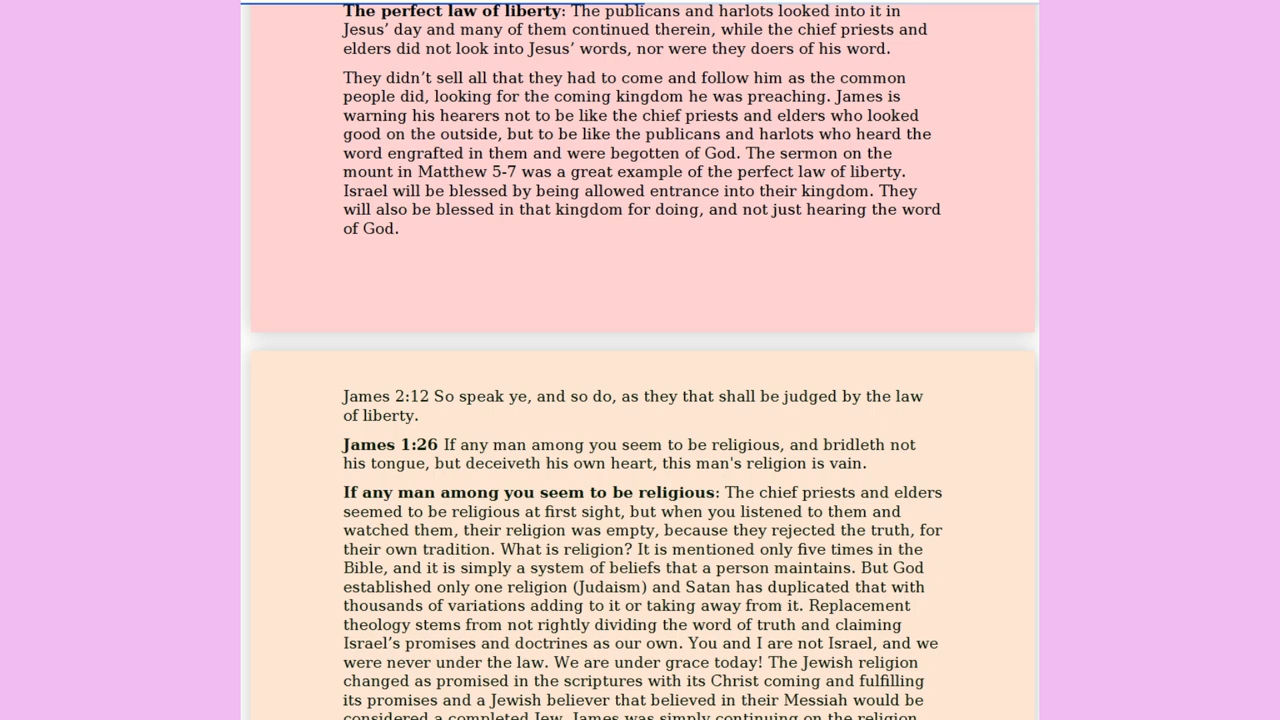 The perfect law of liberty: The publicans and harlots looked into it in
Jesus’ day and many of them continued therein, while the chief priests and
elders did not look into Jesus’ words, nor were they doers of his word.
They didn’t sell all that they had to come and follow him as the common
people did, looking for the coming kingdom he was preaching. James is
warning his hearers not to be like the chief priests and elders who looked
good on the outside, but to be like the publicans and harlots who heard the
word engrafted in them and were begotten of God. The sermon on the
mount in Matthew 5-7 was a great example of the perfect law of liberty.
Israel will be blessed by being allowed entrance into their kingdom. They
will also be blessed in that kingdom for doing, and not just hearing the word
of God.
James 2:12 So speak ye, and so do, as they that shall be judged by the law
of liberty.
James 1:26 If any man among you seem to be religious, and bridleth not
his tongue, but deceiveth his own heart, this man's religion is vain.
If any man among you seem to be religious: The chief priests and elders
seemed to be religious at first sight, but when you listened to them and
watched them, their religion was empty, because they rejected the truth, for
their own tradition. What is religion? It is mentioned only five times in the
Bible, and it is simply a system of beliefs that a person maintains. But God
established only one religion (Judaism) and Satan has duplicated that with
thousands of variations adding to it or taking away from it. Replacement
theology stems from not rightly dividing the word of truth and claiming
Israel’s promises and doctrines as our own. You and I are not Israel, and we
were never under the law. We are under grace today! The Jewish religion
changed as promised in the scriptures with its Christ coming and fulfilling
its promises and a Jewish believer that believed in their Messiah would be
considered a completed Jew. James was simply continuing on the religion